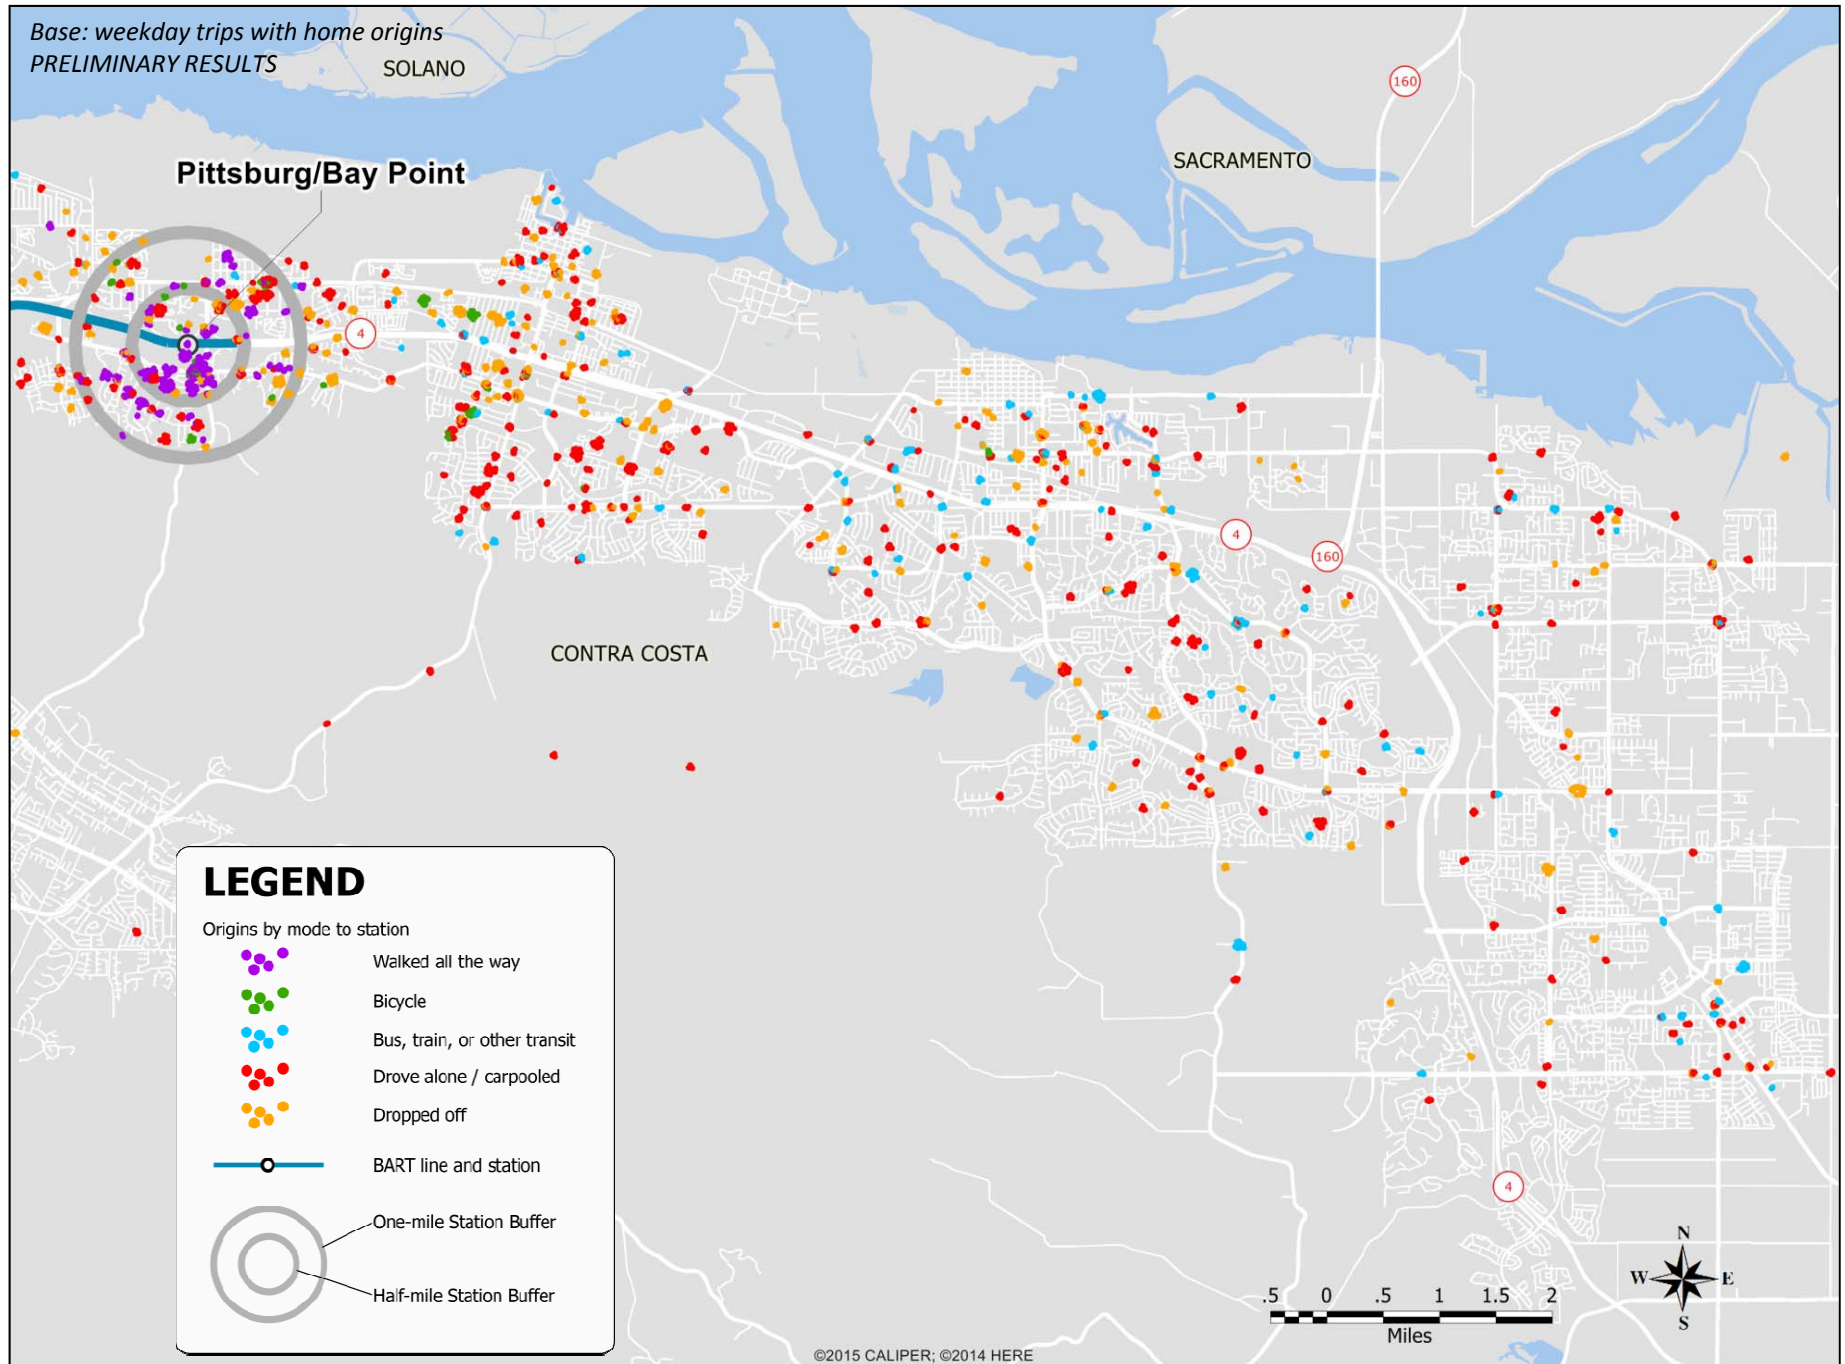 Base: weekday trips with home origins
PRELIMINARY RESULTS
SOLANO
160
SACRAMENTO
Pittsburg/Bay Point
4
4
160
CONTRA COSTA
LEGEND
Origins by mode to station
Walked all the way
Bicycle
Bus, train, or other transit
Drove alone / carpooled
Dropped off
BART line and station
One-mile Station Buffer
Half-mile Station Buffer
4
N
W E
S
.5 0 .5 1 1.5 2
Miles
©2015 CALIPER; ©2014 HERE